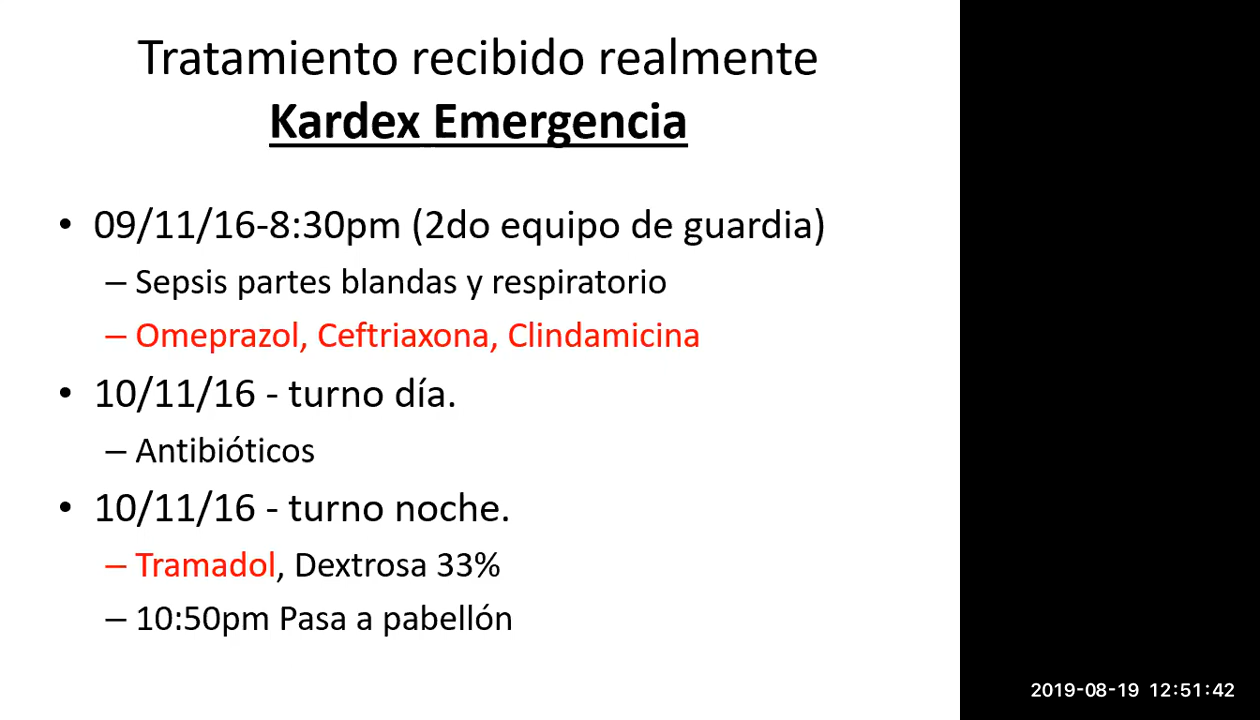 Tratamiento recibido realmente
Kardex Emergencia
• 09/11/16-8:30pm (2do equipo de guardia)
– Sepsis partes blandas y respiratorio
– Omeprazol, Ceftriaxona, Clindamicina
• 10/11/16 - turno día.
– Antibióticos
• 10/11/16 - turno noche.
– Tramadol, Dextrosa 33%
– 10:50pm Pasa a pabellón
2019-08-19 12:51:42